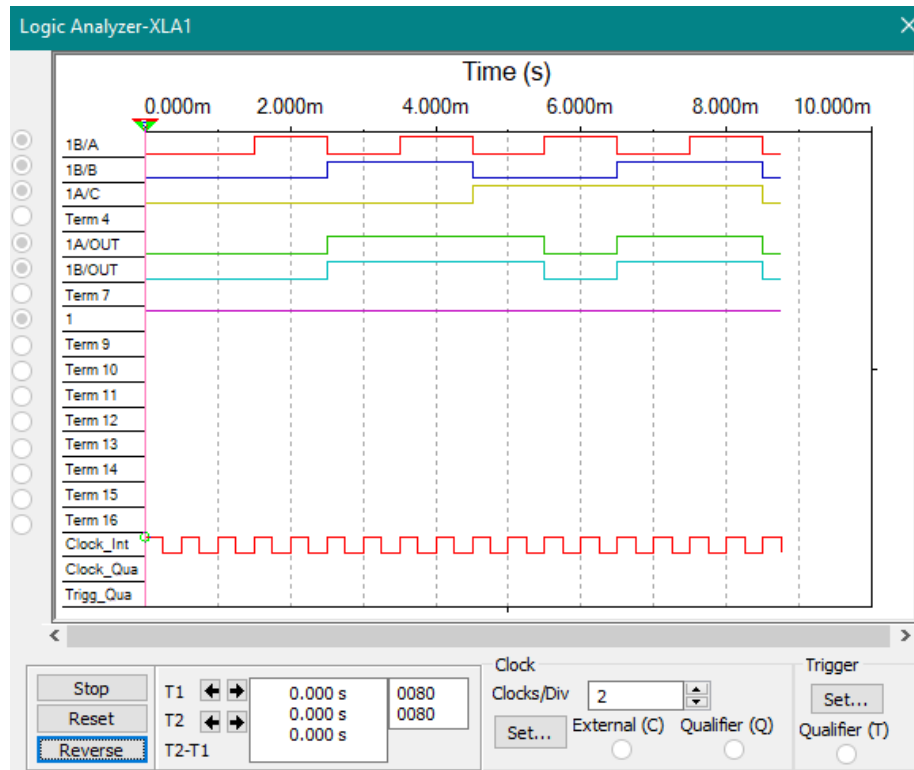 Logic Analyzer-XLA1
Time (s)
0.000m 2.000m 4.000m 6.000m 8.000m 10.000m
1B/A
1B/B
1A/C
Term 4
1A/OUT
1B/OUT
Term 7
1
Term 9
Term 10
Term 11
Term 12
Term 13
Term 14
Term 15
Term 16
Clock_Int
Clock_Qua
Trigg_Qua
Stop
Reset
Reverse
T1 0.000 s 0080
T2 0.000 s 0080
T2-T1 0.000 s
Clock
Clocks/Div 2
Set... External (C) Qualifier (Q)
Trigger
Set...
Qualifier (T)